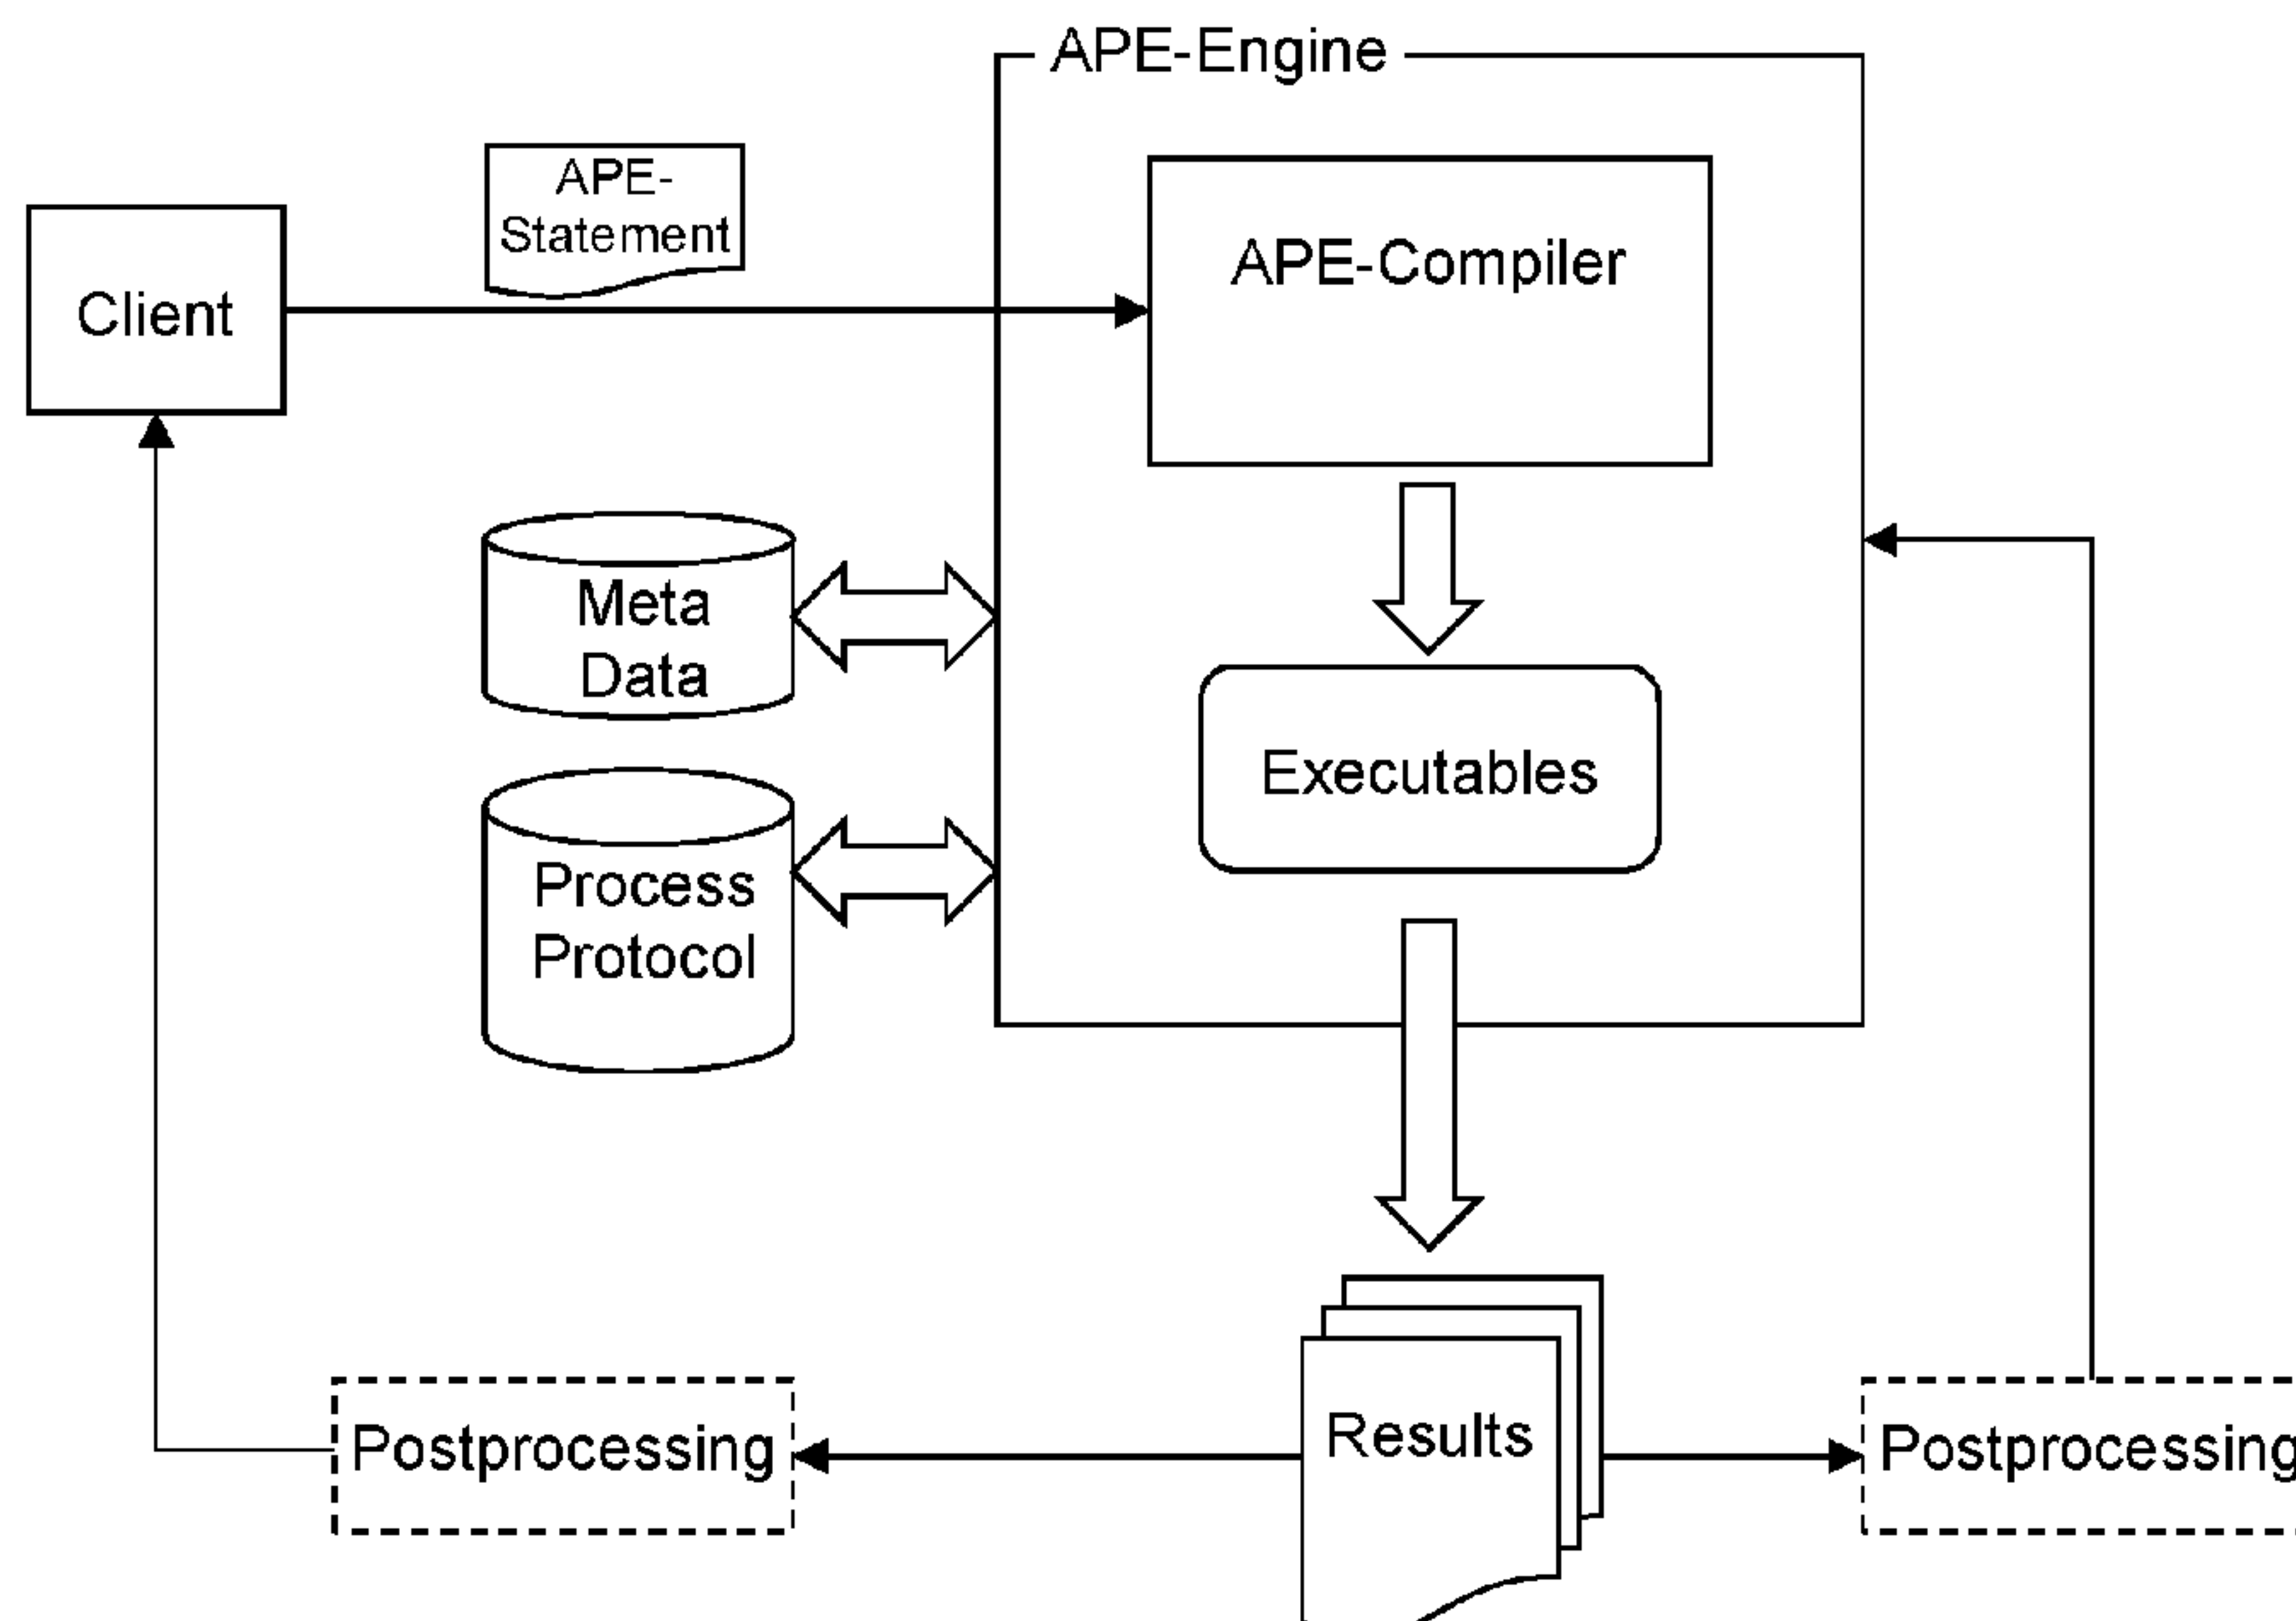 APE-Engine
APE-
Statement
Client
APE-Compiler
Meta
Data
Executables
Process
Protocol
Postprocessing
Results
Postprocessing